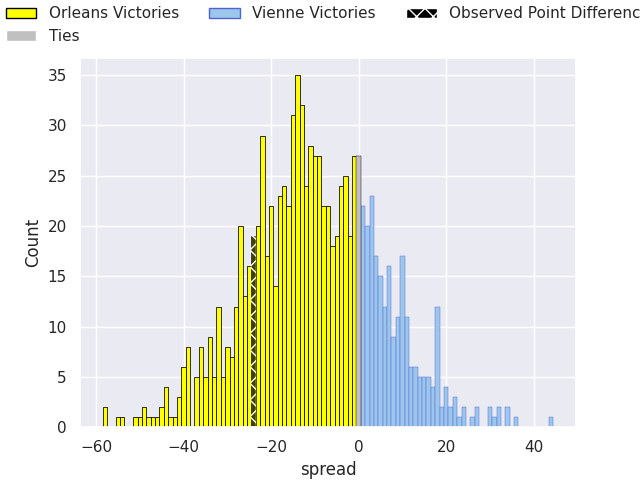 Orleans Victories Vienne Victories Observed Point Differenc
Ties
35
30
25
20
15
10
5
0
Count
−60 −40 −20 0 20 40
spread